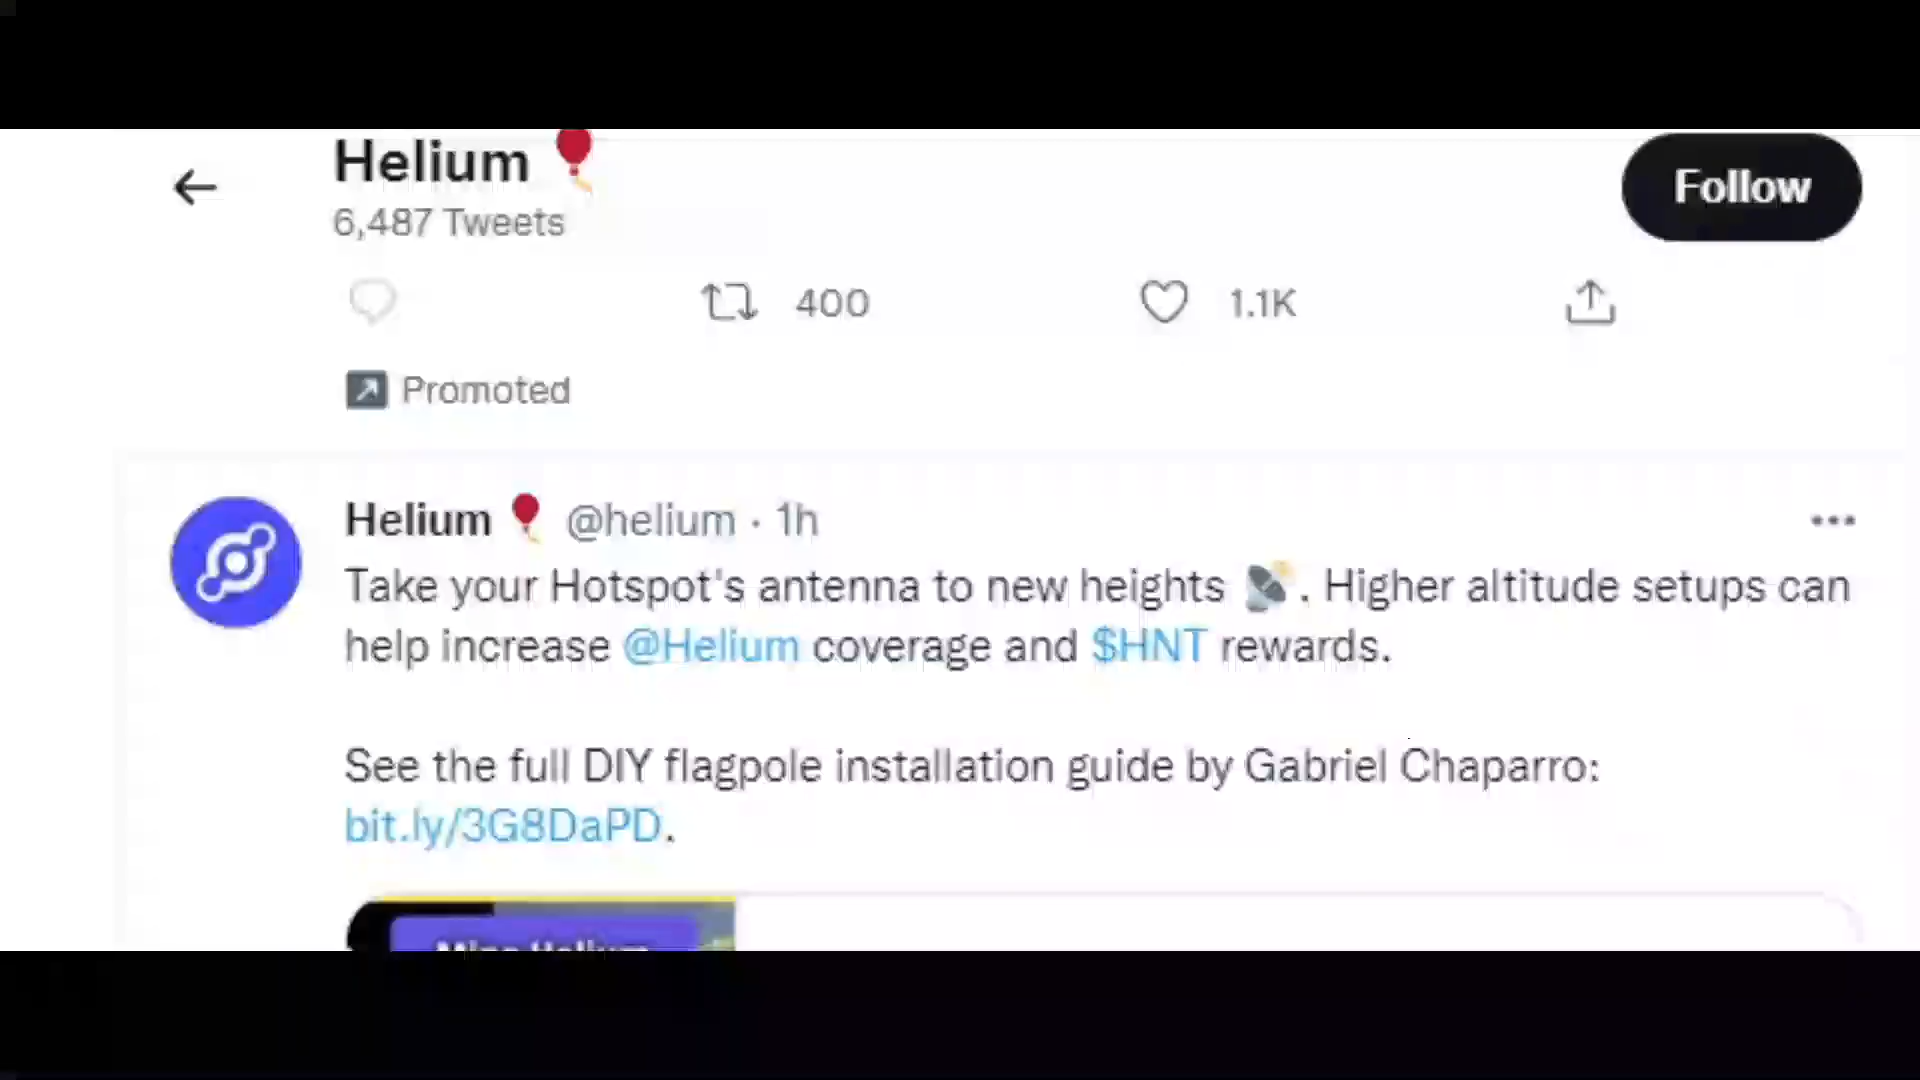 Helium 🎈
6,487 Tweets
Follow
400
1.1K
Promoted
Helium 🎈 @helium · 1h
Take your Hotspot's antenna to new heights 📡. Higher altitude setups can
help increase @Helium coverage and $HNT rewards.
See the full DIY flagpole installation guide by Gabriel Chaparro:
bit.ly/3G8DaPD.